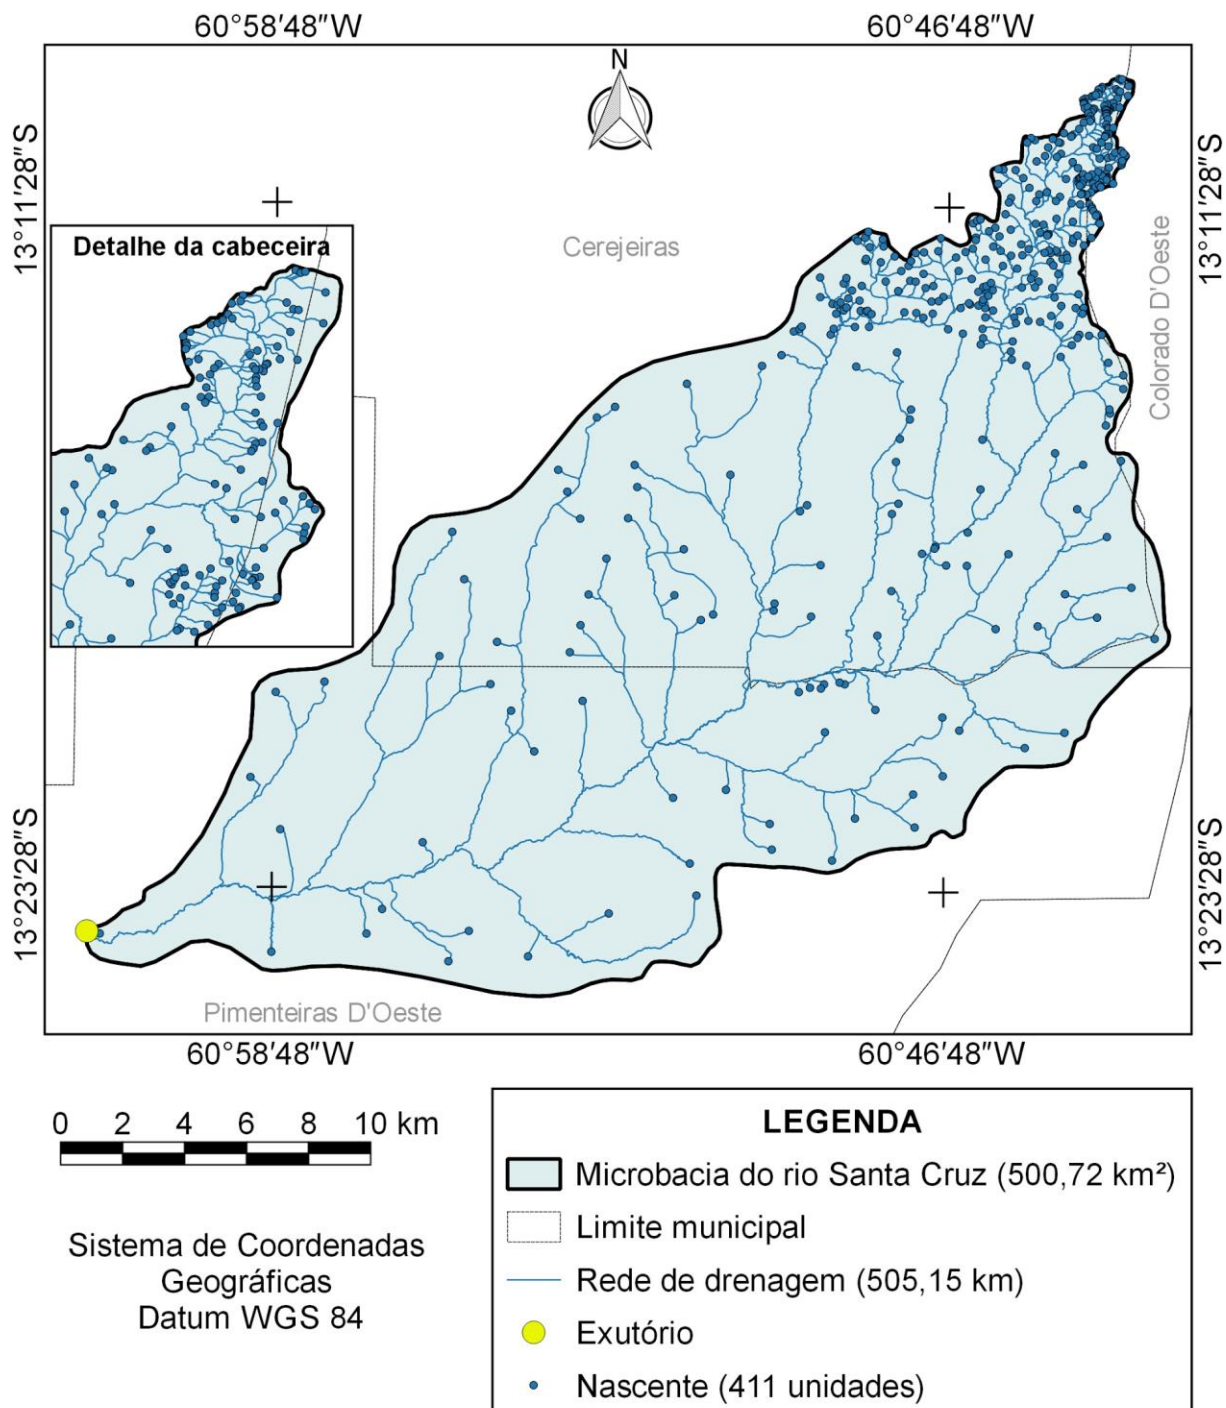 60°58′48″W
60°46′48″W
N
13°11′28″S
13°11′28″S
Detalhe da cabeceira
Cerejeiras
Colorado D'Oeste
13°23′28″S
13°23′28″S
Pimenteiras D'Oeste
60°58′48″W
60°46′48″W
0 2 4 6 8 10 km
Sistema de Coordenadas
Geográficas
Datum WGS 84
LEGENDA
Microbacia do rio Santa Cruz (500,72 km²)
Limite municipal
Rede de drenagem (505,15 km)
Exutório
Nascente (411 unidades)